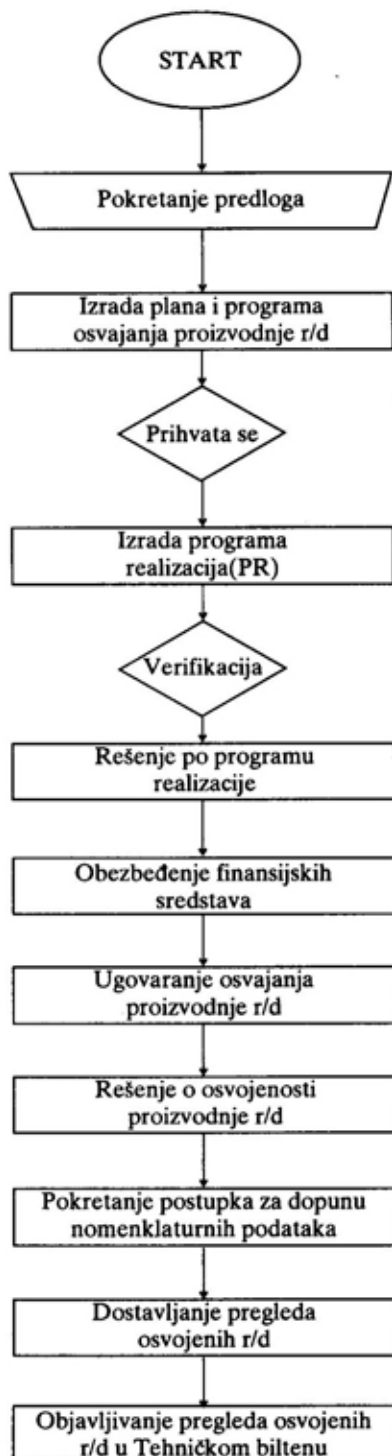 START
Pokretanje predloga
Izrada plana i programa
osvajanja proizvodnje r/d
Prihvata se
Izrada programa
realizacija(PR)
Verifikacija
Rešenje po programu
realizacije
Obezbeđenje finansijskih
sredstava
Ugovaranje osvajanja
proizvodnje r/d
Rešenje o osvojenosti
proizvodnje r/d
Pokretanje postupka za dopunu
nomenklaturnih podataka
Dostavljanje pregleda
osvojenih r/d
Objavljivanje pregleda osvojenih
r/d u Tehničkom biltenu